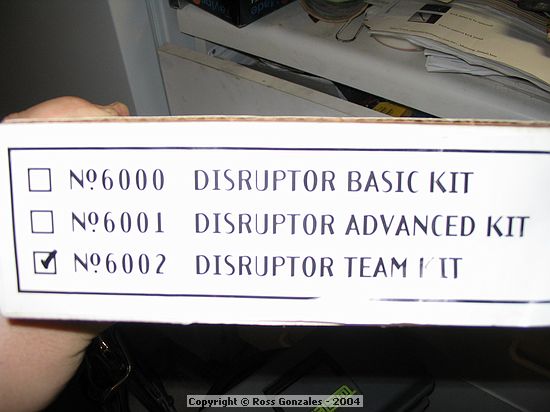 Nº6000 DISRUPTOR BASIC KIT
Nº6001 DISRUPTOR ADVANCED KIT
Nº6002 DISRUPTOR TEAM KIT
Copyright © Ross Gonzales - 2004